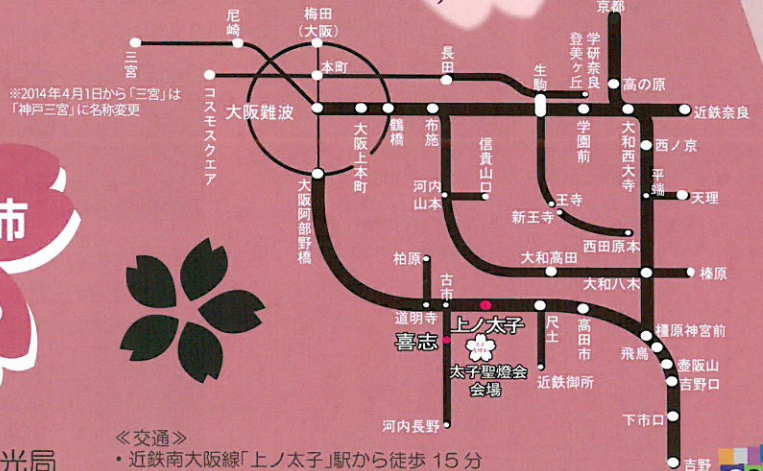 京都
尼崎
梅田
(大阪)
三宮
本町
長田
生駒
学研奈良
登美ヶ丘
高の原
※2014年4月1日から「三宮」は
「神戸三宮」に名称変更
コスモスクエア
大阪難波
大阪上本町
鶴橋
布施
学園前
大和西大寺
近鉄奈良
西ノ京
信貴山口
平端
天理
河内
山本
大阪阿部野橋
王寺
新王寺
西田原本
市
柏原
古市
大和高田
大和八木
榛原
道明寺
上ノ太子
喜志
尺土
高田市
橿原神宮前
飛鳥
壺阪山
吉野口
太子聖燈会
会場
近鉄御所
河内長野
下市口
吉野
≪交通≫
光局
・近鉄南大阪線「上ノ太子」駅から徒歩 15 分